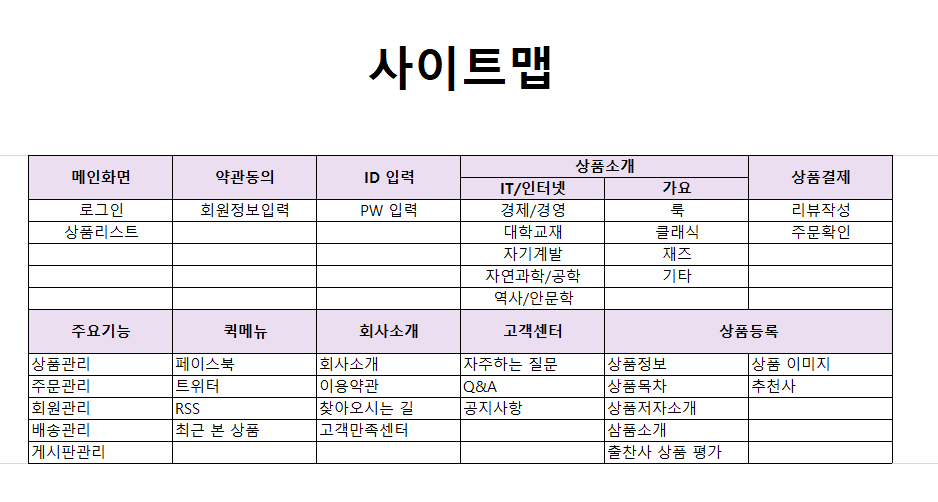 사이트맵
메인화면 약관동의 ID 입력 상품소개 상품결제
IT/인터넷 가요
로그인 회원정보입력 PW 입력 경제/경영 룩 리뷰작성
상품리스트 대학교재 클래식 주문확인
자기계발 재즈
자연과학/공학 기타
역사/안문학
주요기능 퀵메뉴 회사소개 고객센터 상품등록
상품관리 페이스북 회사소개 자주하는 질문 상품정보 상품 이미지
주문관리 트위터 이용약관 Q&A 상품목차 추천사
회원관리 RSS 찾아오시는 길 공지사항 상품저자소개
배송관리 최근 본 상품 고객만족센터 삼품소개
게시판관리 출찬사 상품 평가